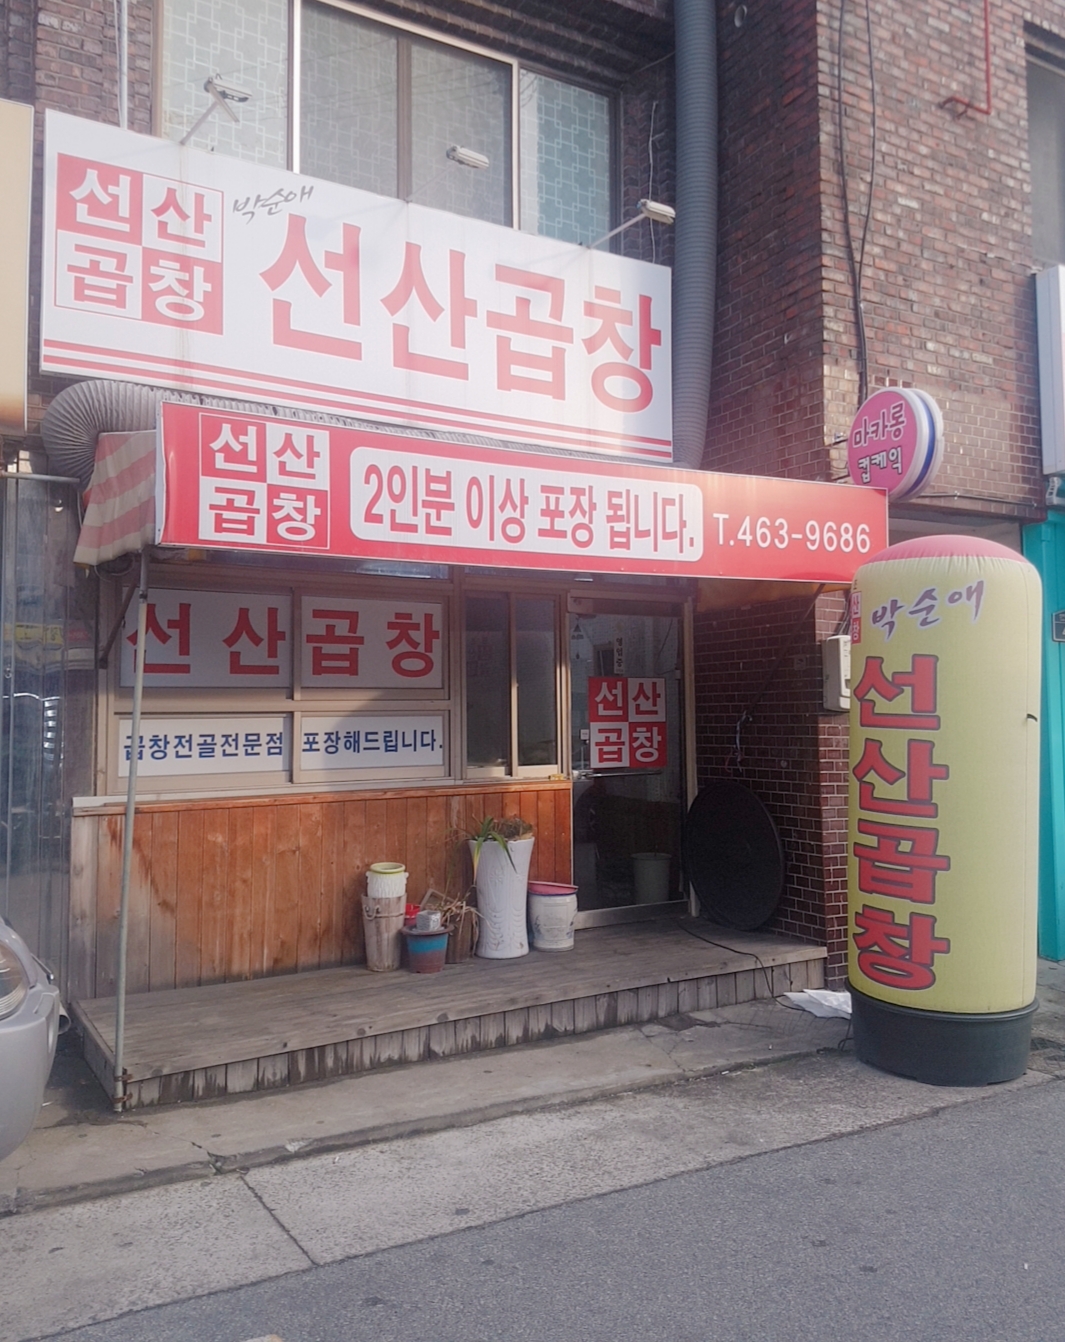 선산
곱창
박순애
선산곱창
선산
곱창
2인분 이상 포장 됩니다.
T.463-9686
마카롱
컵케익
선산곱창
곱창전골전문점 포장해드립니다.
선산
곱창
박순애
선산곱창